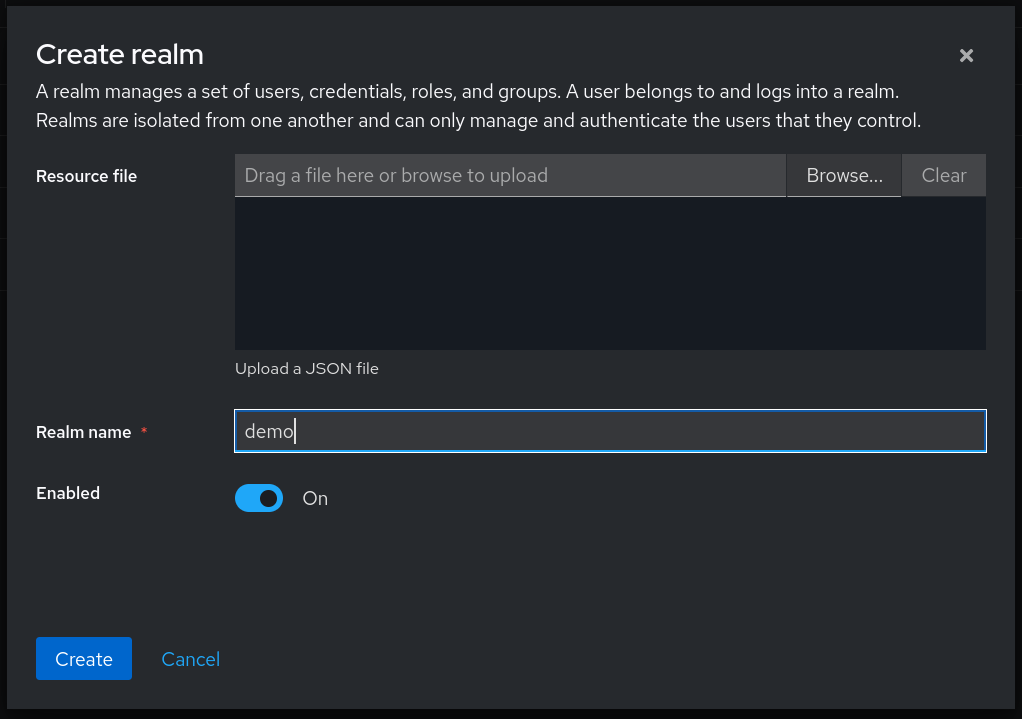 Create realm
A realm manages a set of users, credentials, roles, and groups. A user belongs to and logs into a realm.
Realms are isolated from one another and can only manage and authenticate the users that they control.
Resource file
Drag a file here or browse to upload
Browse...
Clear
Upload a JSON file
Realm name *
demo
Enabled
On
Create
Cancel